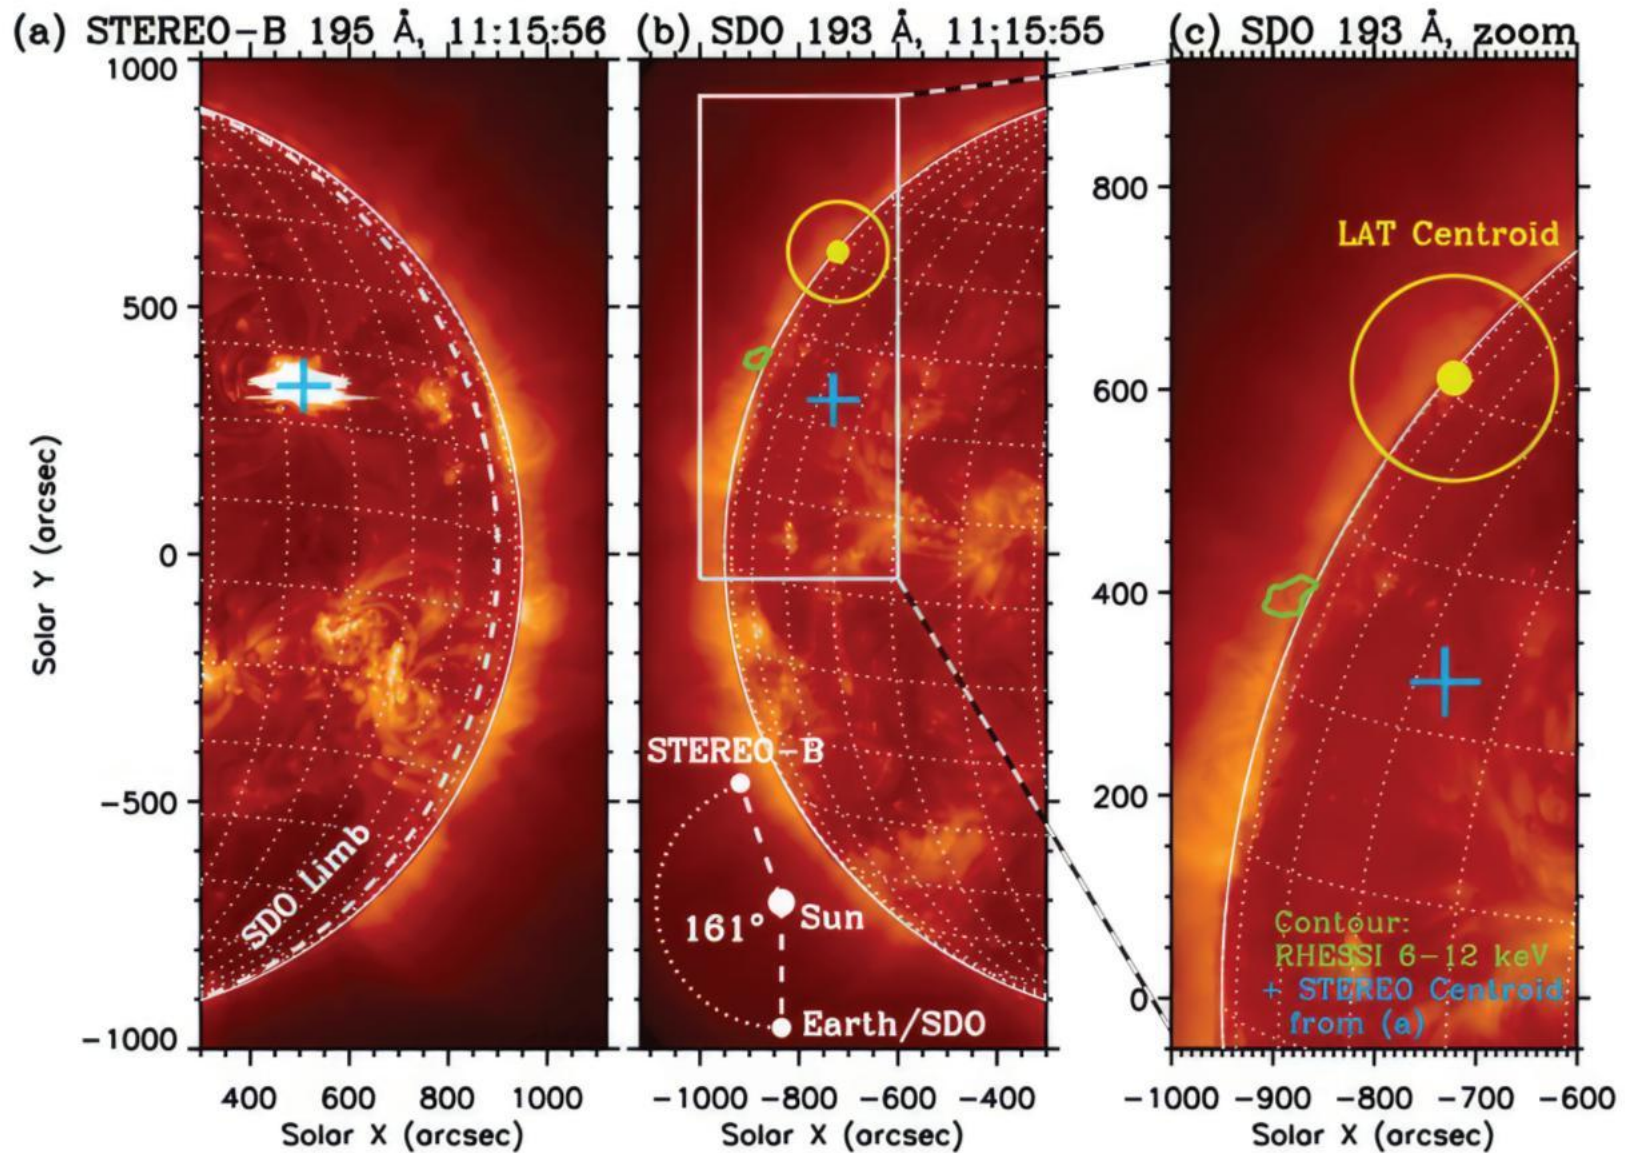 (a) STEREO-B 195 Å, 11:15:56
(b) SDO 193 Å, 11:15:55
(c) SDO 193 Å, zoom
1000
500
0
-500
-1000
Solar Y (arcsec)
400 600 800 1000
Solar X (arcsec)
SDO Limb
STEREO-B
161°
Sun
Earth/SDO
-1000 -800 -600 -400
Solar X (arcsec)
800
600
400
200
0
LAT Centroid
Contour:
RHESSI 6-12 keV
+ STEREO Centroid
from (a)
-1000 -900 -800 -700 -600
Solar X (arcsec)